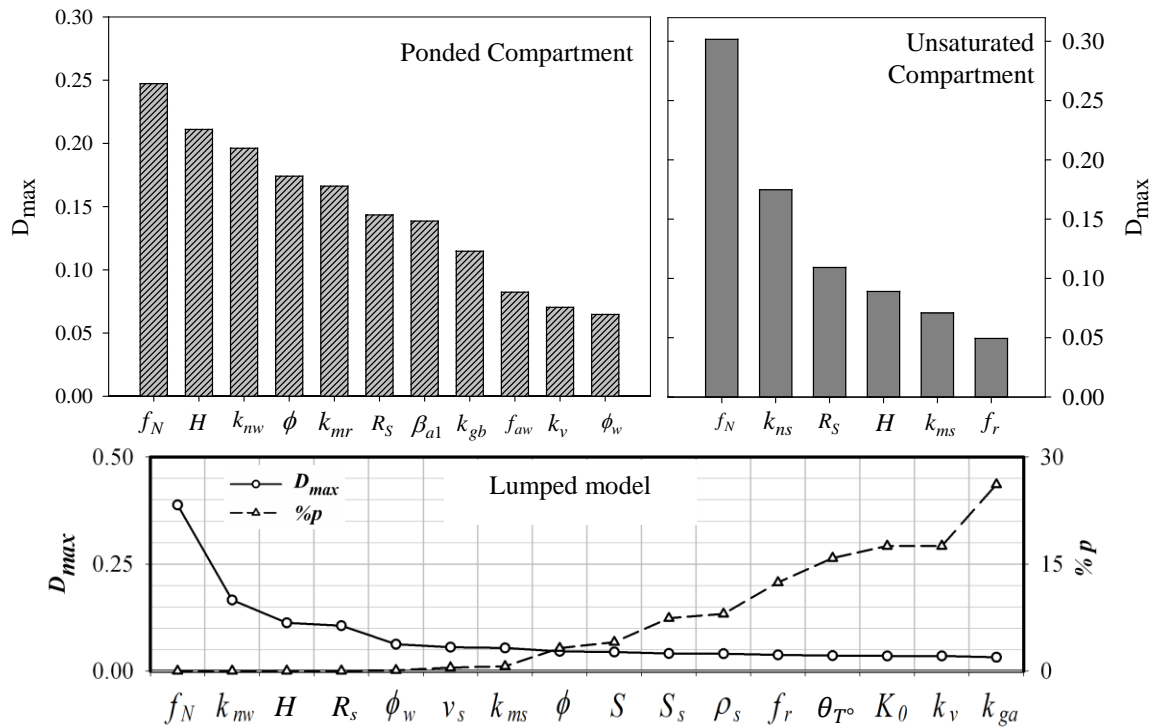 Ponded Compartment
D_max
0.30
0.25
0.20
0.15
0.10
0.05
0.00
f_N H k_nw ϕ k_mr R_S β_a1 k_gb f_aw k_v ϕ_w
Unsaturated
Compartment
D_max
0.30
0.25
0.20
0.15
0.10
0.05
0.00
f_N k_ns R_S H k_ms f_r
Lumped model
D_max
%p
D_max
0.50
0.25
0.00
% p
30
15
0
f_N k_nw H R_s ϕ_w v_s k_ms ϕ S S_s ρ_s f_r θ_T° K_0 k_v k_ga